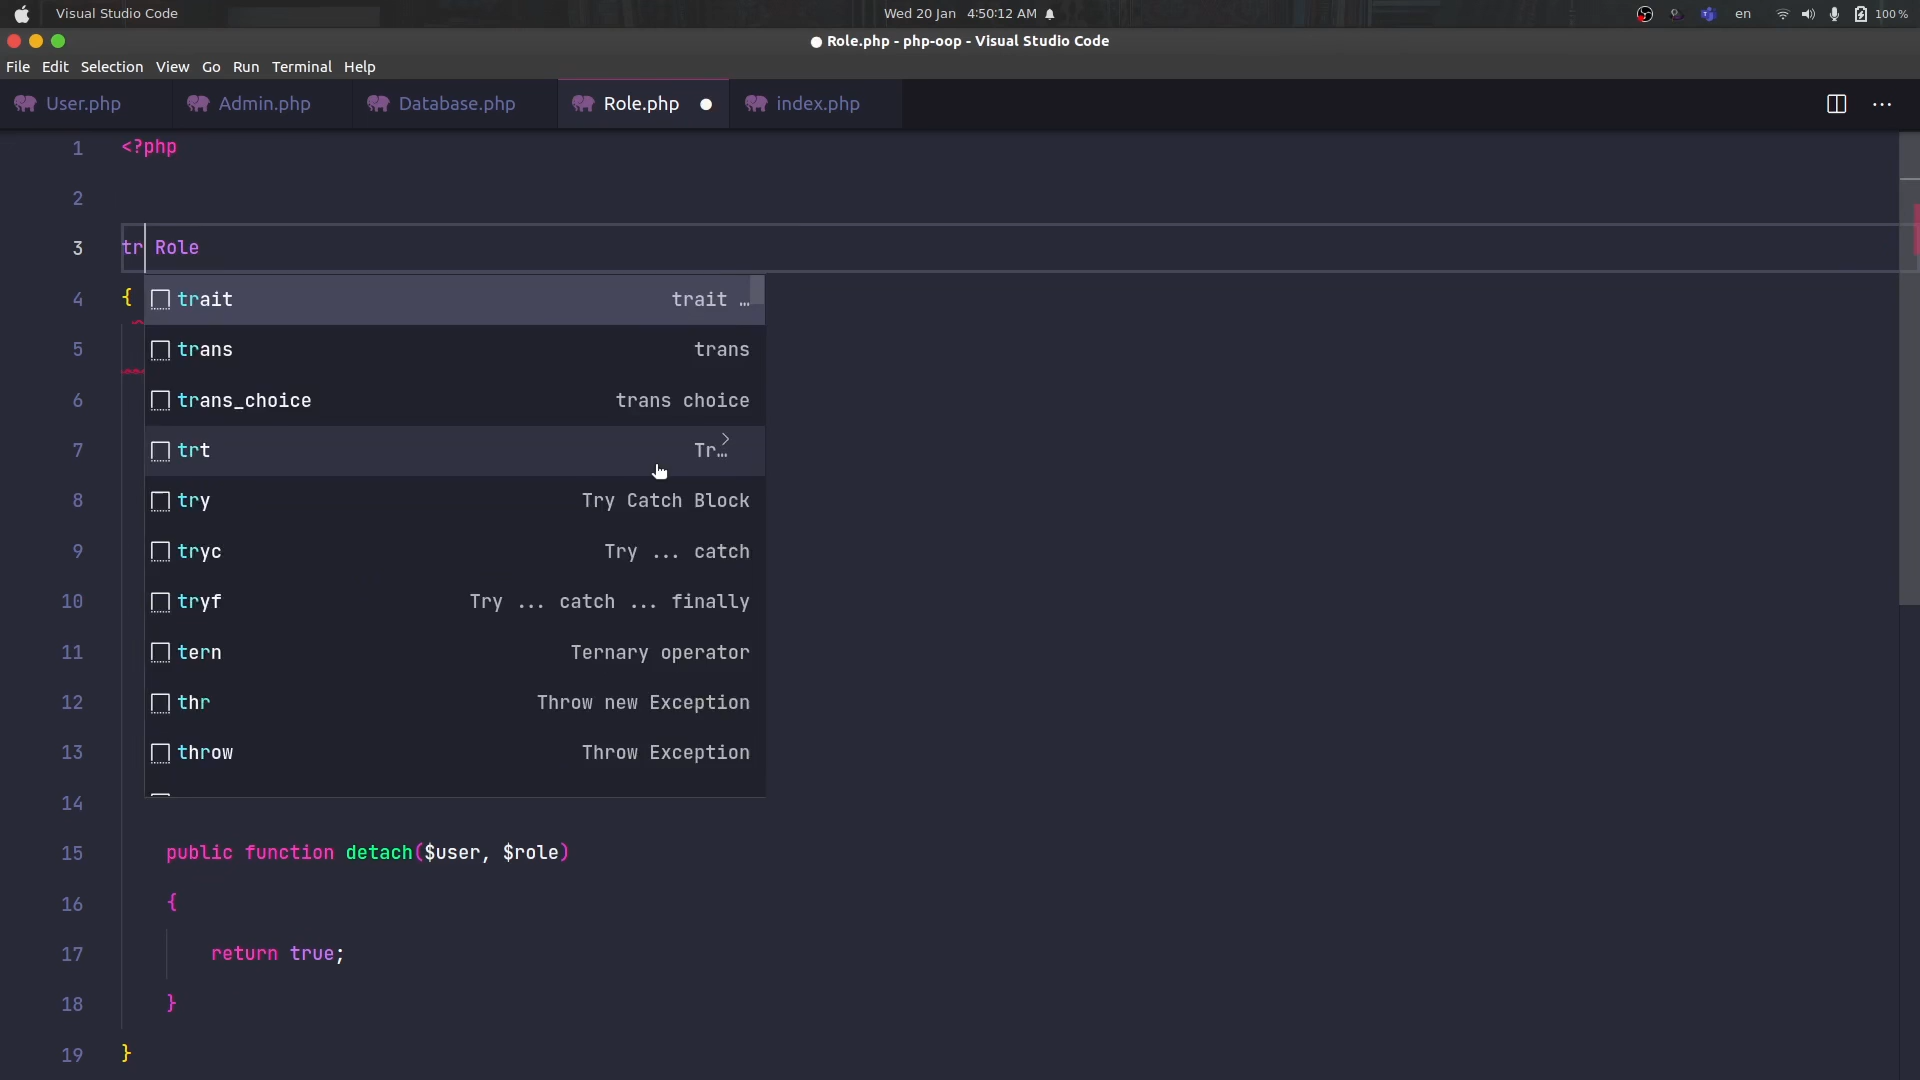 Visual Studio Code
Wed 20 Jan 4:50:12 AM
en
100 %
● Role.php - php-oop - Visual Studio Code
File Edit Selection View Go Run Terminal Help
User.php
Admin.php
Database.php
Role.php ●
index.php
1 <?php
2
3 tr Role
4 {
trait trait …
5
trans trans
6
trans_choice trans choice
7
trt Tr…
8
try Try Catch Block
9
tryc Try ... catch
10
tryf Try ... catch ... finally
11
tern Ternary operator
12
thr Throw new Exception
13
throw Throw Exception
14
15 public function detach($user, $role)
16 {
17 return true;
18 }
19 }